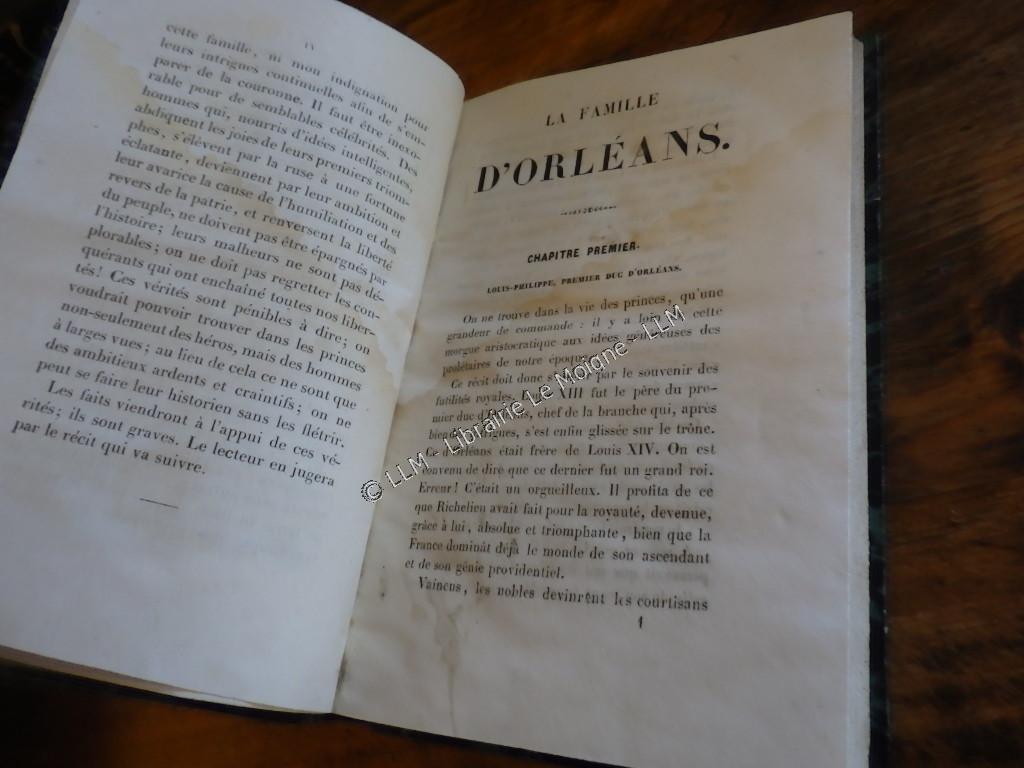 IV
cette famille, ni mon indignation pour
leurs intrigues continuelles afin de s'em-
parer de la couronne. Il faut être inexo-
rable pour de semblables célébrités. Des
hommes qui, nourris d'idées intelligentes,
abdiquent les joies de leurs premiers triom-
phes, s'élèvent par la ruse à une fortune
éclatante, deviennent par leur ambition et
leur avarice la cause de l'humiliation et des
revers de la patrie, et renversent la liberté
du peuple, ne doivent pas être épargnés par
l'histoire; leurs malheurs ne sont pas dé-
plorables; on ne doit pas regretter les con-
quérants qui ont enchaîné toutes nos liber-
tés! Ces vérités sont pénibles à dire; on
voudrait pouvoir trouver dans les princes
non-seulement des héros, mais des hommes
à larges vues; au lieu de cela ce ne sont que
des ambitieux ardents et craintifs; on ne
peut se faire leur historien sans les flétrir.
Les faits viendront à l'appui de ces vé-
rités; ils sont graves. Le lecteur en jugera
par le récit qui va suivre.
LA FAMILLE
D'ORLÉANS.
CHAPITRE PREMIER.
LOUIS-PHILIPPE, PREMIER DUC D'ORLÉANS.
On ne trouve dans la vie des princes, qu'une
grandeur de commande: il y a loin de cette
morgue aristocratique aux idées généreuses des
prolétaires de notre époque.
Ce récit doit donc par le souvenir des
futilités royales. Louis XIII fut le père du pre-
mier duc d'Orléans, chef de la branche qui, après
bien d'intrigues, s'est enfin glissée sur le trône.
Ce d'Orléans était frère de Louis XIV. On est
convenu de dire que ce dernier fut un grand roi.
Erreur! C'était un orgueilleux. Il profita de ce
que Richelieu avait fait pour la royauté, devenue,
grâce à lui, absolue et triomphante, bien que la
France dominât déjà le monde de son ascendant
et de son génie providentiel.
Vaincus, les nobles devinrent les courtisans
1
© LLM - Librairie Le Moigne - LLM